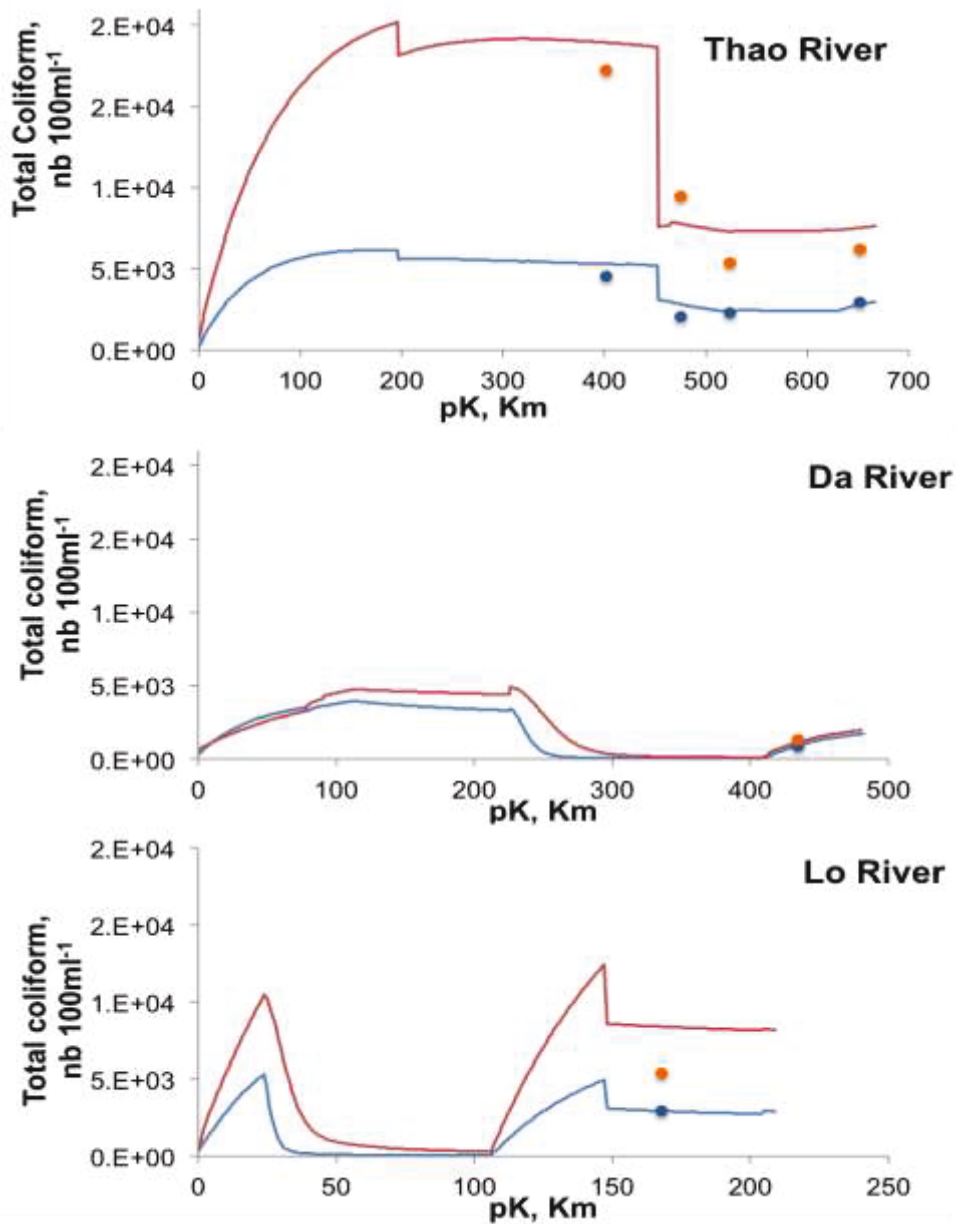 Thao River
Total Coliform,
nb 100ml⁻¹
2.E+04
2.E+04
1.E+04
5.E+03
0.E+00
0 100 200 300 400 500 600 700
pK, Km
Da River
Total coliform,
nb 100ml⁻¹
2.E+04
2.E+04
1.E+04
5.E+03
0.E+00
0 100 200 300 400 500
pK, Km
Lo River
Total coliform,
nb 100ml⁻¹
2.E+04
2.E+04
1.E+04
5.E+03
0.E+00
0 50 100 150 200 250
pK, Km